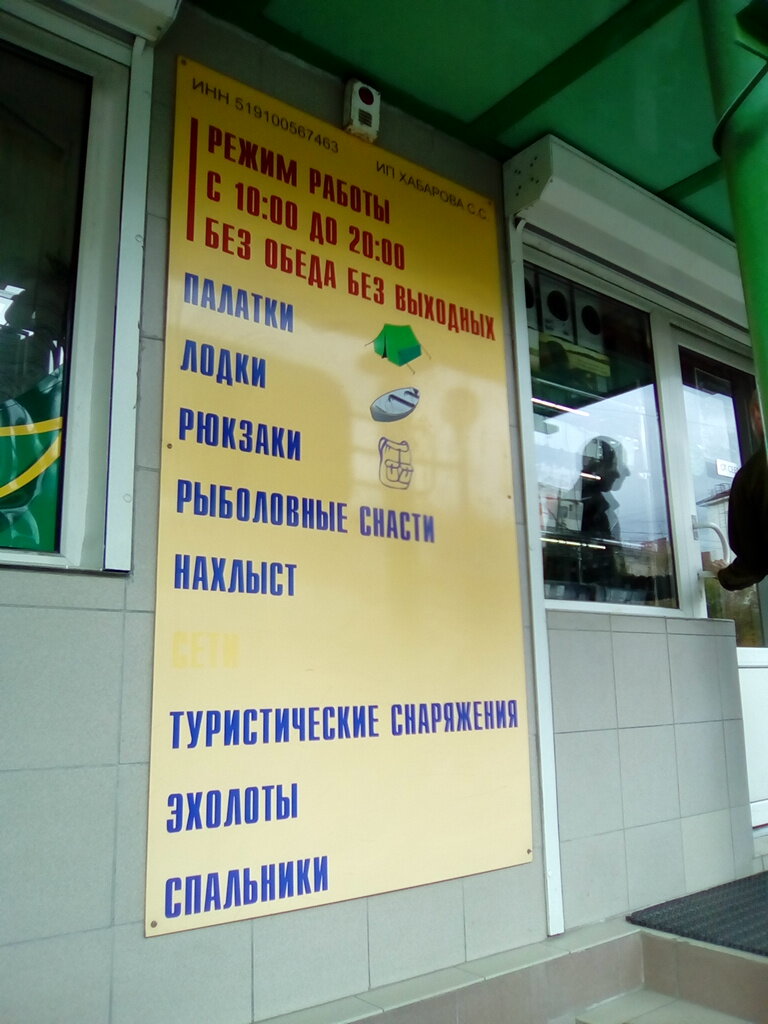 ИНН 519100567463
ИП ХАБАРОВА С.С
РЕЖИМ РАБОТЫ
С 10:00 ДО 20:00
БЕЗ ОБЕДА БЕЗ ВЫХОДНЫХ
ПАЛАТКИ
ЛОДКИ
РЮКЗАКИ
РЫБОЛОВНЫЕ СНАСТИ
НАХЛЫСТ
СЕТИ
ТУРИСТИЧЕСКИЕ СНАРЯЖЕНИЯ
ЭХОЛОТЫ
СПАЛЬНИКИ